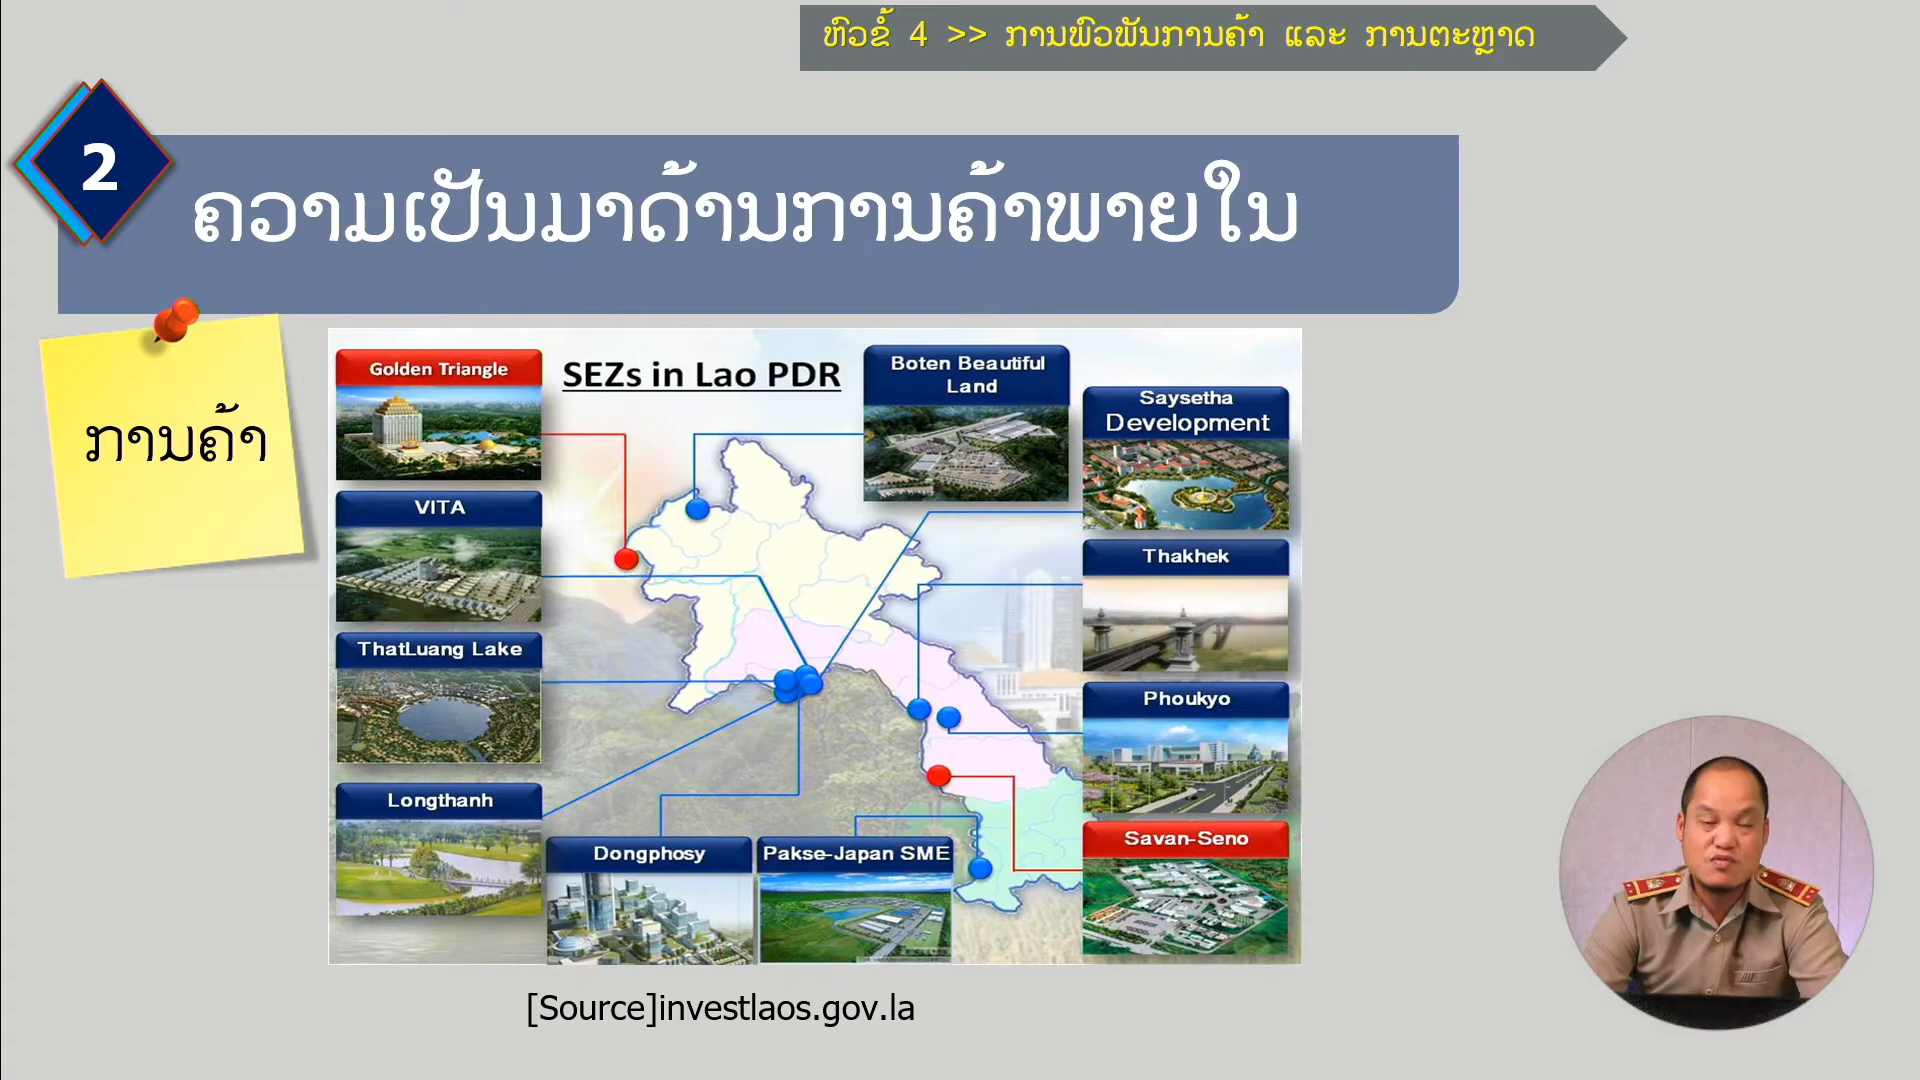 ຫົວຂໍ້ 4 >> ການພົວພັນການຄ້າ ແລະ ການຕະຫຼາດ
2
ຄວາມເປັນມາດ້ານການຄ້າພາຍໃນ
ການຄ້າ
SEZs in Lao PDR
Golden Triangle
VITA
ThatLuang Lake
Longthanh
Dongphosy
Pakse-Japan SME
Boten Beautiful
Land
Saysetha
Development
Thakhek
Phoukyo
Savan-Seno
[Source]investlaos.gov.la